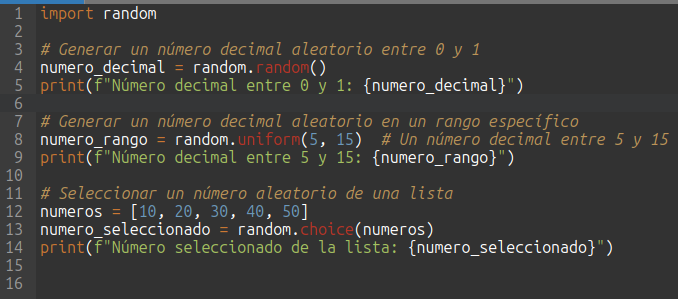 1 import random
2
3 # Generar un número decimal aleatorio entre 0 y 1
4 numero_decimal = random.random()
5 print(f"Número decimal entre 0 y 1: {numero_decimal}")
6
7 # Generar un número decimal aleatorio en un rango específico
8 numero_rango = random.uniform(5, 15)  # Un número decimal entre 5 y 15
9 print(f"Número decimal entre 5 y 15: {numero_rango}")
10
11 # Seleccionar un número aleatorio de una lista
12 numeros = [10, 20, 30, 40, 50]
13 numero_seleccionado = random.choice(numeros)
14 print(f"Número seleccionado de la lista: {numero_seleccionado}")
15
16